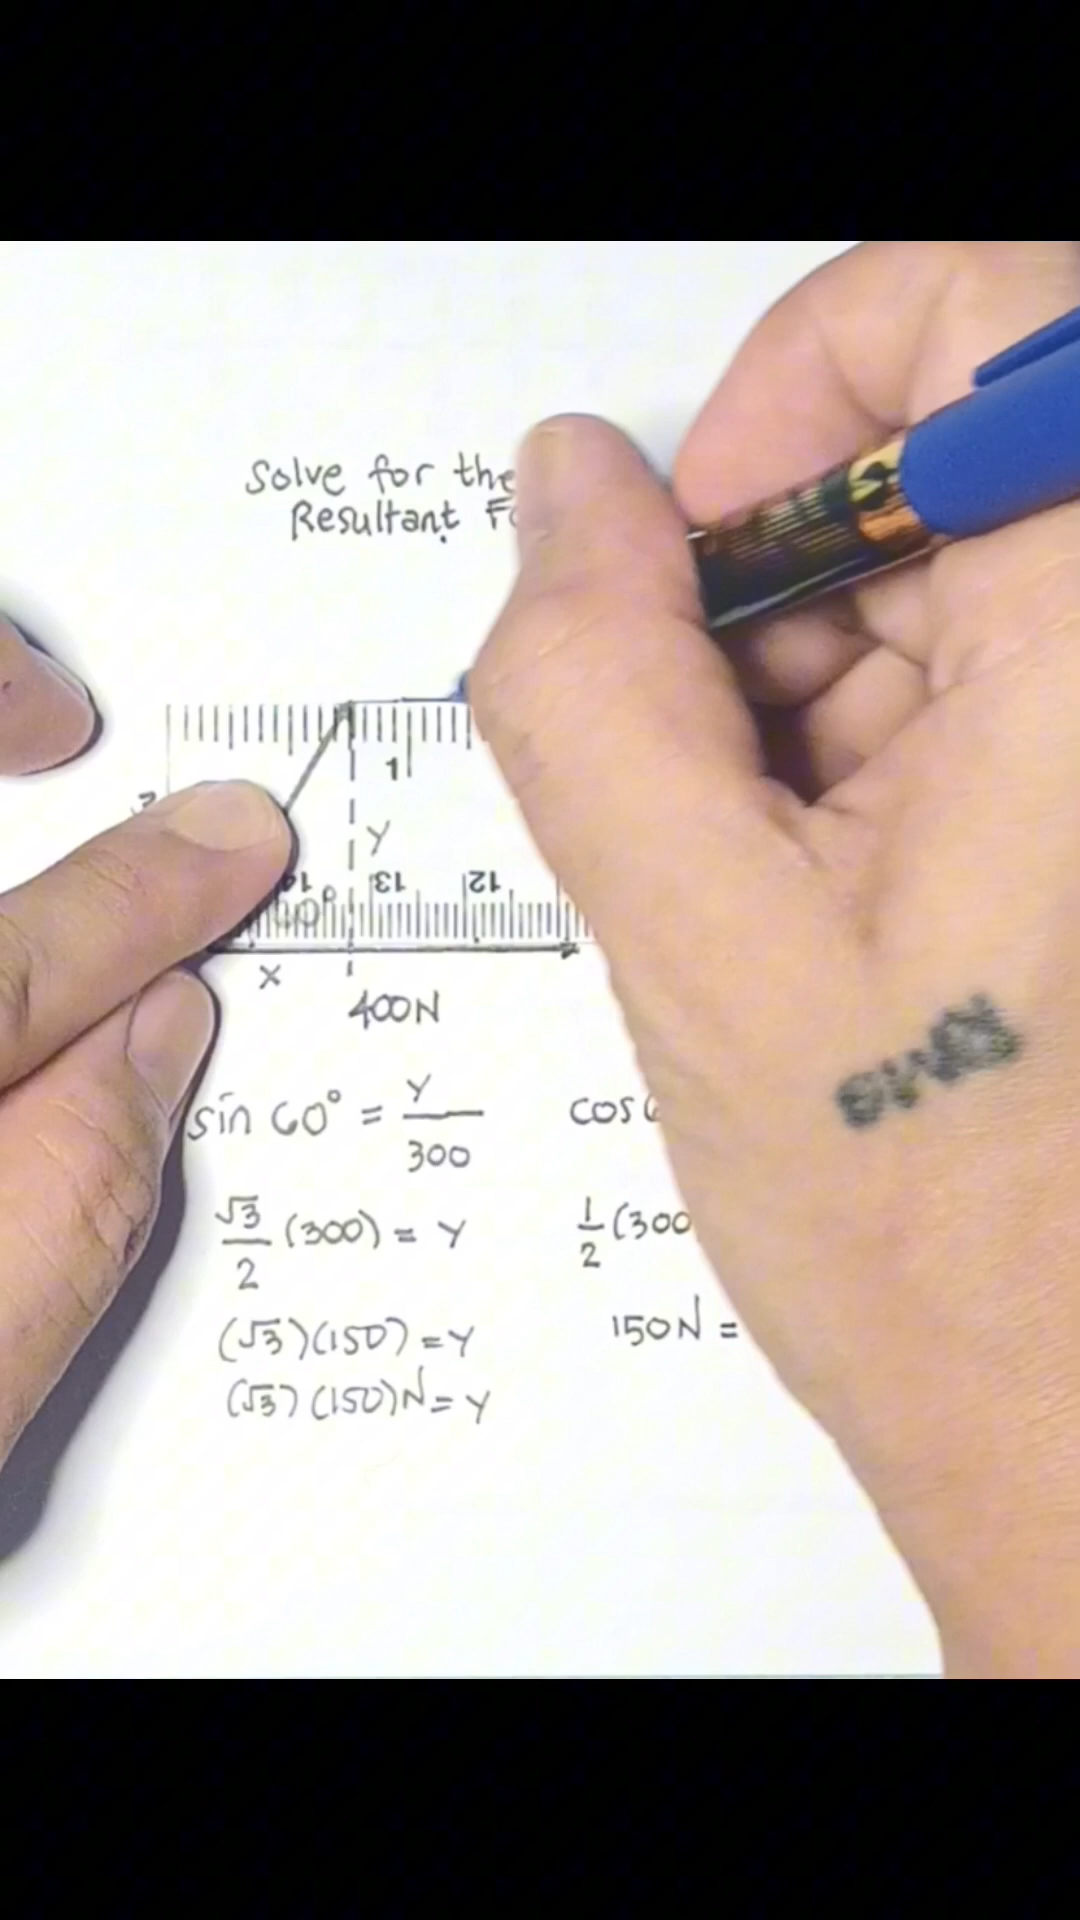 Solve for the
Resultant
1
Y
13
12
60°
X
400N
sin 60° = Y/300
cos
√3/2 (300) = Y
1/2 (300
(√3)(150) = Y
150N =
(√3)(150)N = Y